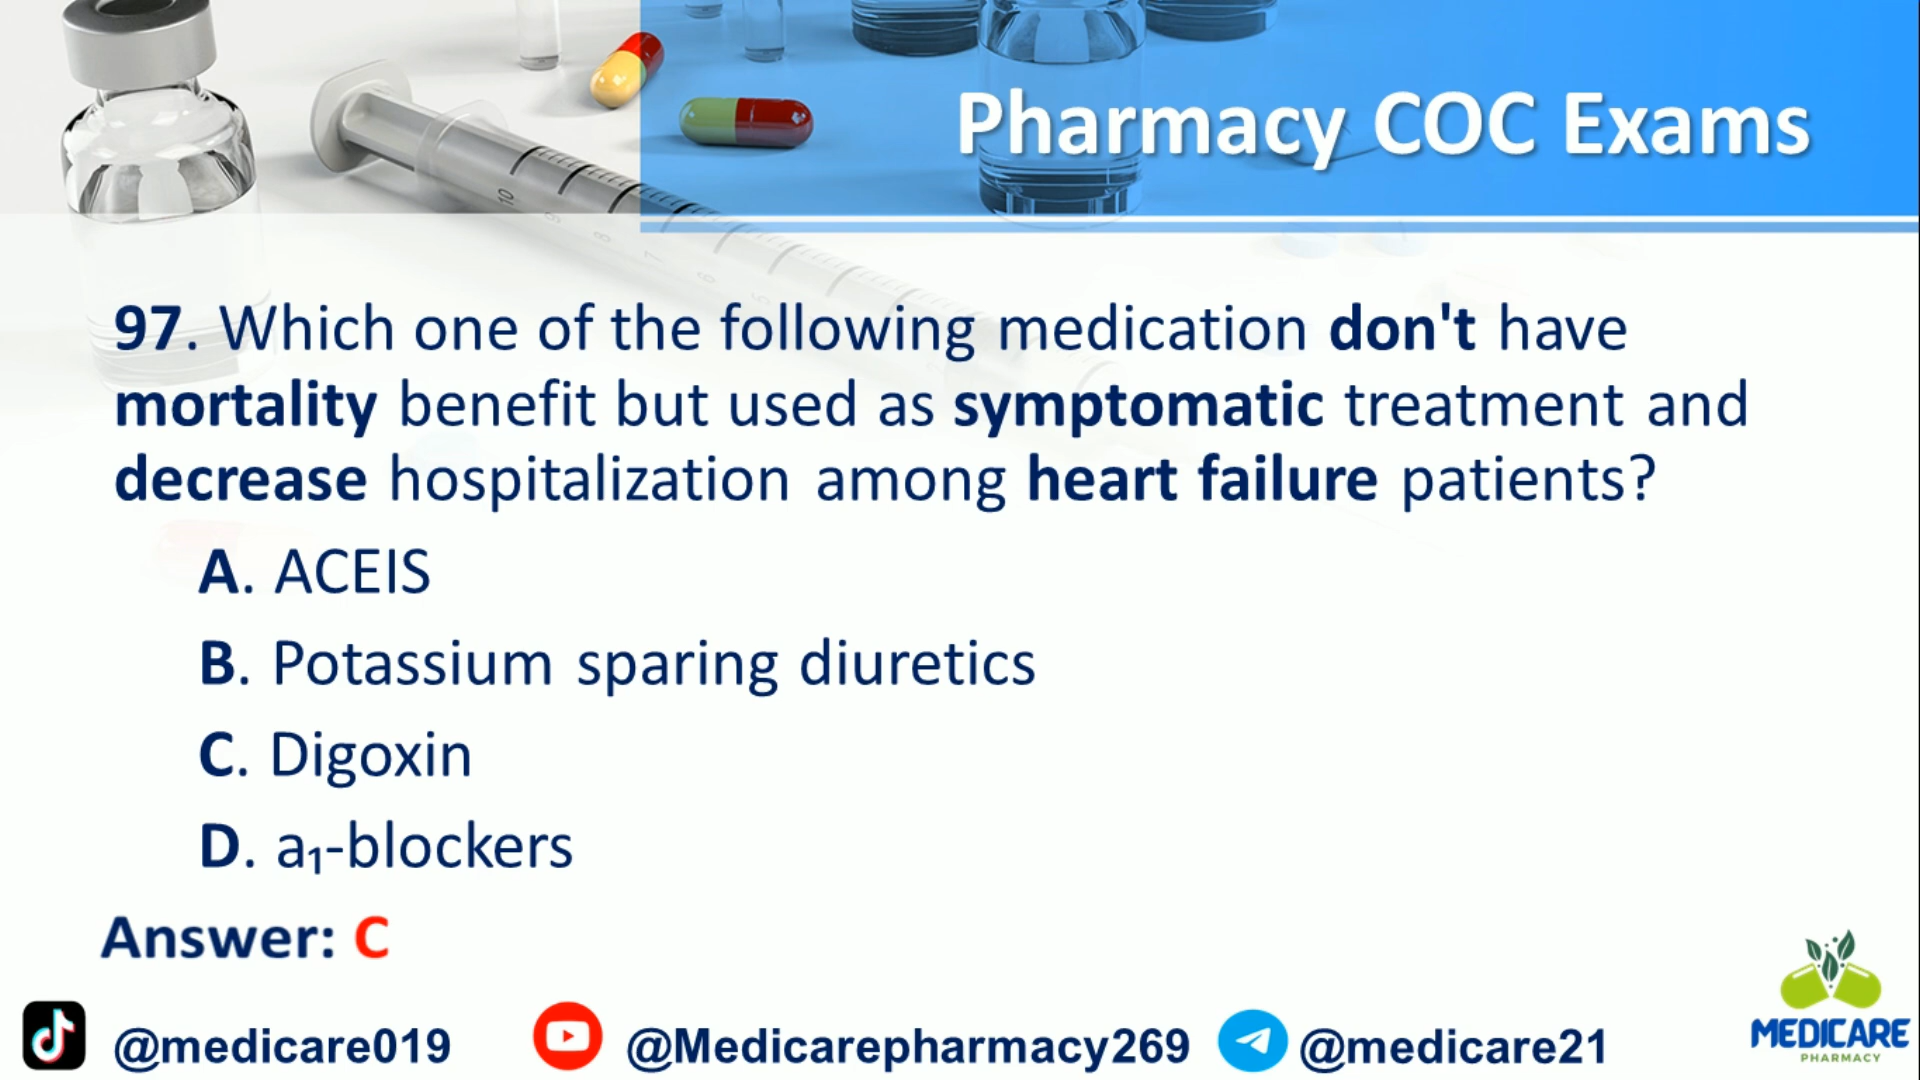 Pharmacy COC Exams
97. Which one of the following medication don't have
mortality benefit but used as symptomatic treatment and
decrease hospitalization among heart failure patients?
A. ACEIS
B. Potassium sparing diuretics
C. Digoxin
D. a₁-blockers
Answer: C
@medicare019
@Medicarepharmacy269
@medicare21
MEDICARE
PHARMACY